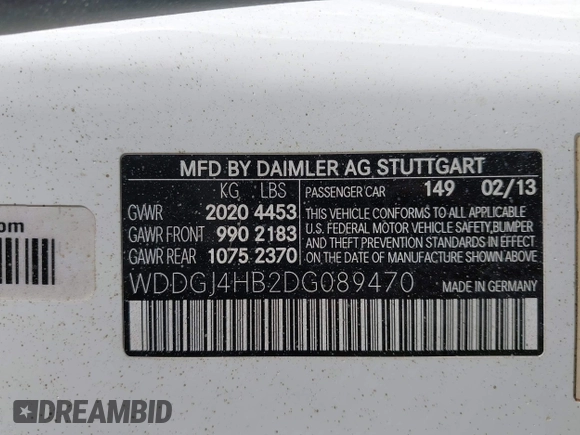 MFD BY DAIMLER AG STUTTGART
KG LBS PASSENGER CAR 149 02/13
GVWR 2020 4453
GAWR FRONT 990 2183
GAWR REAR 1075 2370
THIS VEHICLE CONFORMS TO ALL APPLICABLE
U.S. FEDERAL MOTOR VEHICLE SAFETY,BUMPER
AND THEFT PREVENTION STANDARDS IN EFFECT
ON THE DATE OF MANUFACTURE SHOWN ABOVE.
WDDGJ4HB2DG089470
MADE IN GERMANY
om
DREAMBID